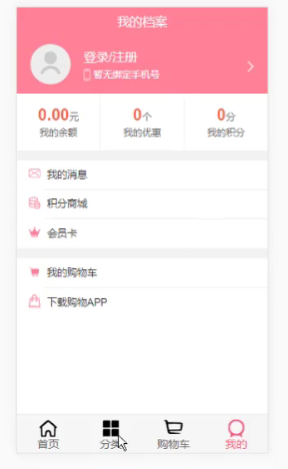 我的档案
登录/注册
暂无绑定手机号
0.00元 0个 0分
我的余额 我的优惠 我的积分
我的消息
积分商城
会员卡
我的购物车
下载购物APP
首页 分类 购物车 我的